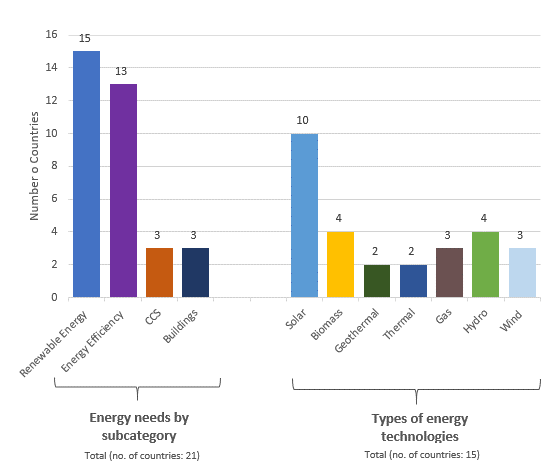 16
14
12
10
8
6
4
2
0
Number o Countries
15
13
3
3
10
4
2
2
3
4
3
Renewable Energy
Energy Efficiency
CCS
Buildings
Solar
Biomass
Geothermal
Thermal
Gas
Hydro
Wind
Energy needs by
subcategory
Total (no. of countries: 21)
Types of energy
technologies
Total (no. of countries: 15)